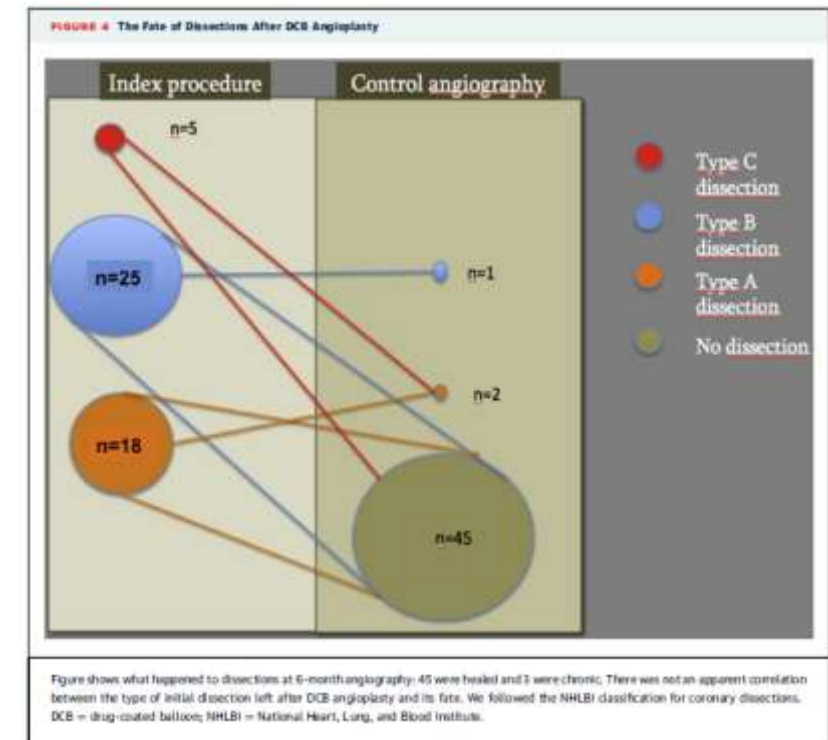 FIGURE 4 The Fate of Dissections After DCB Angioplasty
Index procedure
Control angiography
n=5
n=25
n=1
n=2
n=18
n=45
Type C
dissection
Type B
dissection
Type A
dissection
No dissection
Figure shows what happened to dissections at 6-month angiography: 45 were healed and 3 were chronic. There was not an apparent correlation
between the type of initial dissection left after DCB angioplasty and its fate. We followed the NHLBI classification for coronary dissections.
DCB = drug-coated balloon; NHLBI = National Heart, Lung, and Blood Institute.